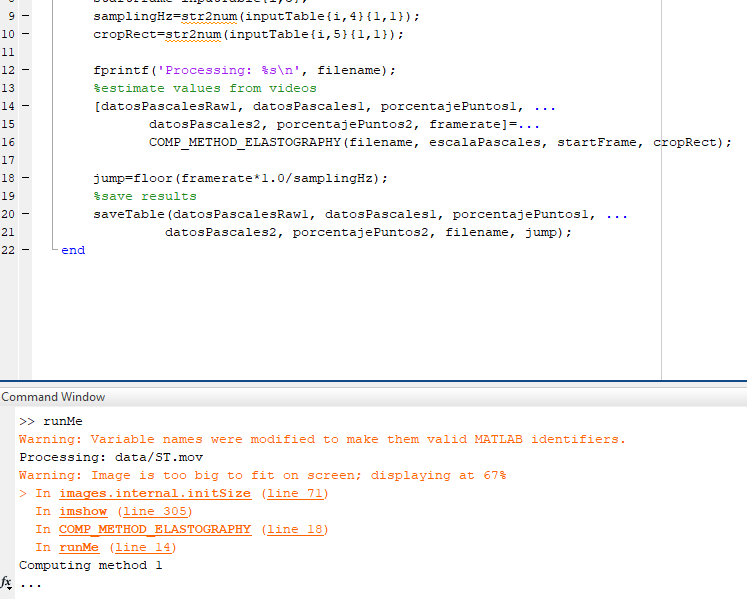 9 – samplingHz=str2num(inputTable{i,4}{1,1});
10 – cropRect=str2num(inputTable{i,5}{1,1});
11
12 – fprintf('Processing: %s\n', filename);
13 %estimate values from videos
14 – [datosPascalesRaw1, datosPascales1, porcentajePuntos1, ...
15 datosPascales2, porcentajePuntos2, framerate]=...
16 COMP_METHOD_ELASTOGRAPHY(filename, escalaPascales, startFrame, cropRect);
17
18 – jump=floor(framerate*1.0/samplingHz);
19 %save results
20 – saveTable(datosPascalesRaw1, datosPascales1, porcentajePuntos1, ...
21 datosPascales2, porcentajePuntos2, filename, jump);
22 – end
Command Window
>> runMe
Warning: Variable names were modified to make them valid MATLAB identifiers.
Processing: data/ST.mov
Warning: Image is too big to fit on screen; displaying at 67%
> In images.internal.initSize (line 71)
In imshow (line 305)
In COMP_METHOD_ELASTOGRAPHY (line 18)
In runMe (line 14)
Computing method 1
fx ...